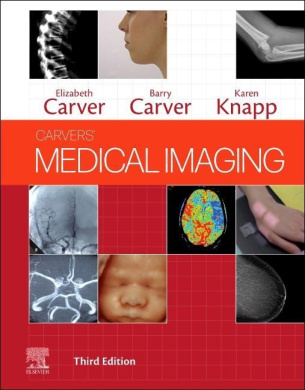 Elizabeth Barry Karen
Carver Carver Knapp
CARVERS'
MEDICAL IMAGING
ELSEVIER
Third Edition